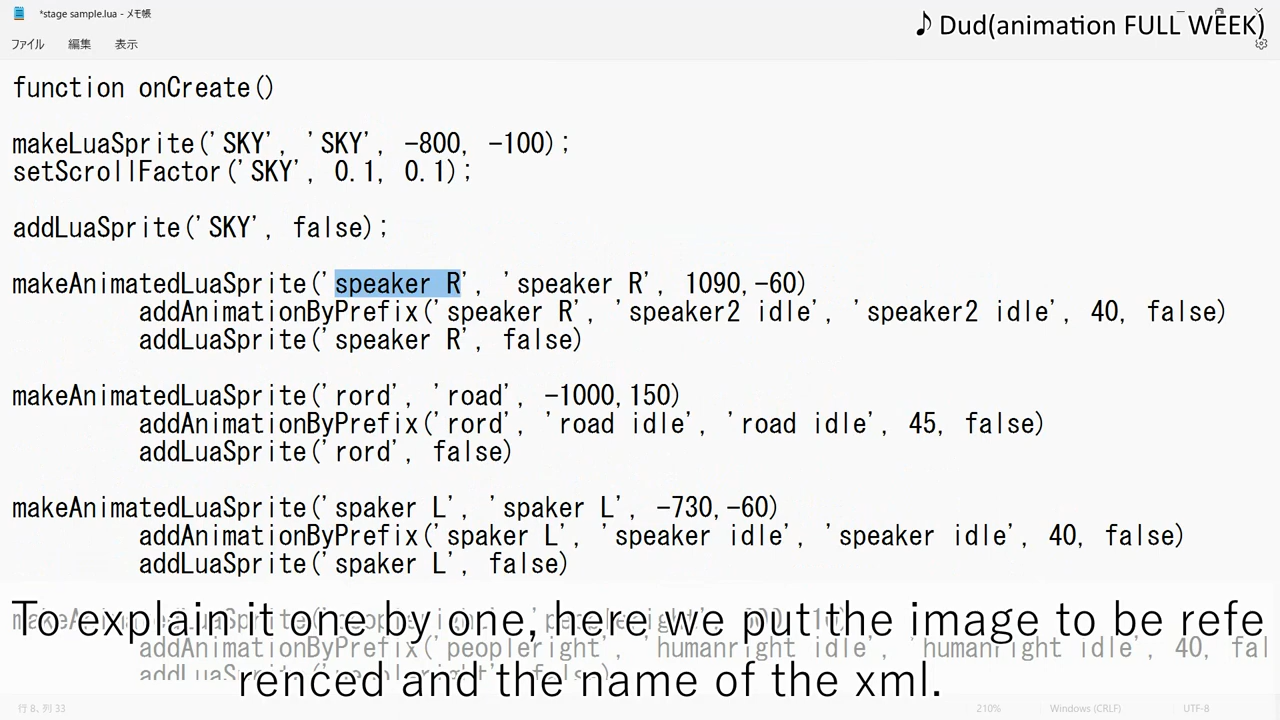 *stage sample.lua - メモ帳
♪ Dud(animation FULL WEEK)
ファイル 編集 表示
function onCreate()
makeLuaSprite('SKY', 'SKY', -800, -100);
setScrollFactor('SKY', 0.1, 0.1);
addLuaSprite('SKY', false);
makeAnimatedLuaSprite('speaker R', 'speaker R', 1090,-60)
addAnimationByPrefix('speaker R', 'speaker2 idle', 'speaker2 idle', 40, false)
addLuaSprite('speaker R', false)
makeAnimatedLuaSprite('rord', 'road', -1000,150)
addAnimationByPrefix('rord', 'road idle', 'road idle', 45, false)
addLuaSprite('rord', false)
makeAnimatedLuaSprite('spaker L', 'spaker L', -730,-60)
addAnimationByPrefix('spaker L', 'speaker idle', 'speaker idle', 40, false)
addLuaSprite('spaker L', false)
addAnimationByPrefix('peopleright', 'humanright idle', 'humanright idle', 40, fal
To explain it one by one, here we put the image to be refe
renced and the name of the xml.
行 8、列 33 210% Windows (CRLF) UTF-8